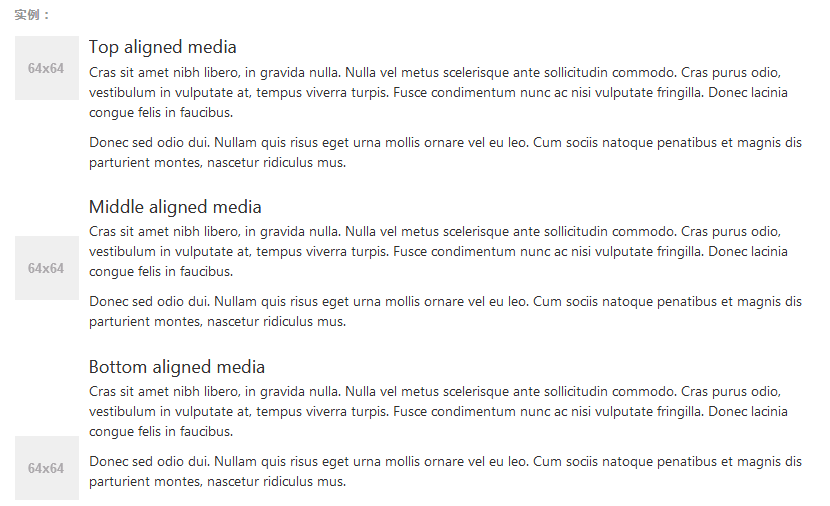 实例：
64x64
Top aligned media
Cras sit amet nibh libero, in gravida nulla. Nulla vel metus scelerisque ante sollicitudin commodo. Cras purus odio,
vestibulum in vulputate at, tempus viverra turpis. Fusce condimentum nunc ac nisi vulputate fringilla. Donec lacinia
congue felis in faucibus.
Donec sed odio dui. Nullam quis risus eget urna mollis ornare vel eu leo. Cum sociis natoque penatibus et magnis dis
parturient montes, nascetur ridiculus mus.
Middle aligned media
Cras sit amet nibh libero, in gravida nulla. Nulla vel metus scelerisque ante sollicitudin commodo. Cras purus odio,
vestibulum in vulputate at, tempus viverra turpis. Fusce condimentum nunc ac nisi vulputate fringilla. Donec lacinia
64x64
congue felis in faucibus.
Donec sed odio dui. Nullam quis risus eget urna mollis ornare vel eu leo. Cum sociis natoque penatibus et magnis dis
parturient montes, nascetur ridiculus mus.
Bottom aligned media
Cras sit amet nibh libero, in gravida nulla. Nulla vel metus scelerisque ante sollicitudin commodo. Cras purus odio,
vestibulum in vulputate at, tempus viverra turpis. Fusce condimentum nunc ac nisi vulputate fringilla. Donec lacinia
congue felis in faucibus.
Donec sed odio dui. Nullam quis risus eget urna mollis ornare vel eu leo. Cum sociis natoque penatibus et magnis dis
64x64
parturient montes, nascetur ridiculus mus.